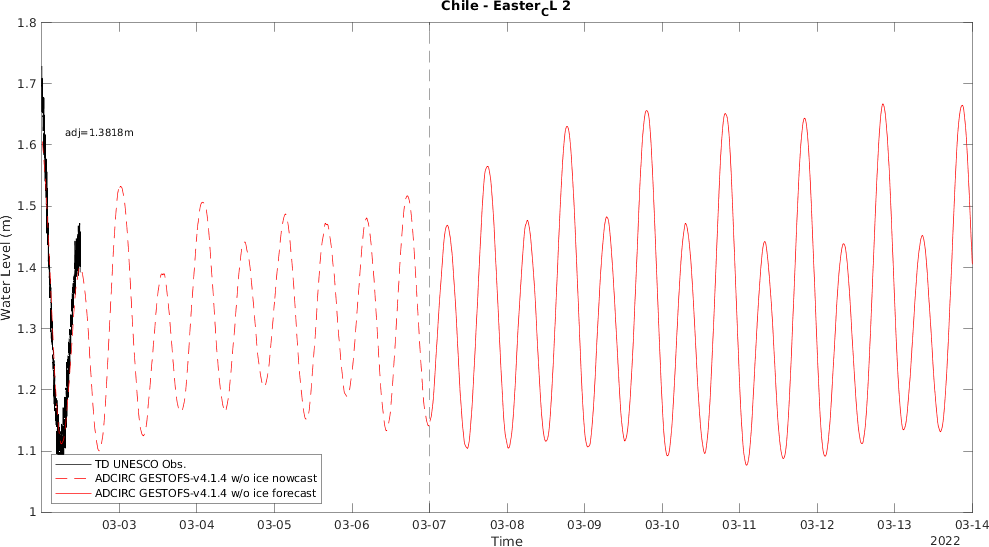 Chile - Easter_CL 2
1.8
1.7
1.6
1.5
1.4
1.3
1.2
1.1
1
Water Level (m)
adj=1.3818m
TD UNESCO Obs.
ADCIRC GESTOFS-v4.1.4 w/o ice nowcast
ADCIRC GESTOFS-v4.1.4 w/o ice forecast
03-03 03-04 03-05 03-06 03-07 03-08 03-09 03-10 03-11 03-12 03-13 03-14
Time
2022